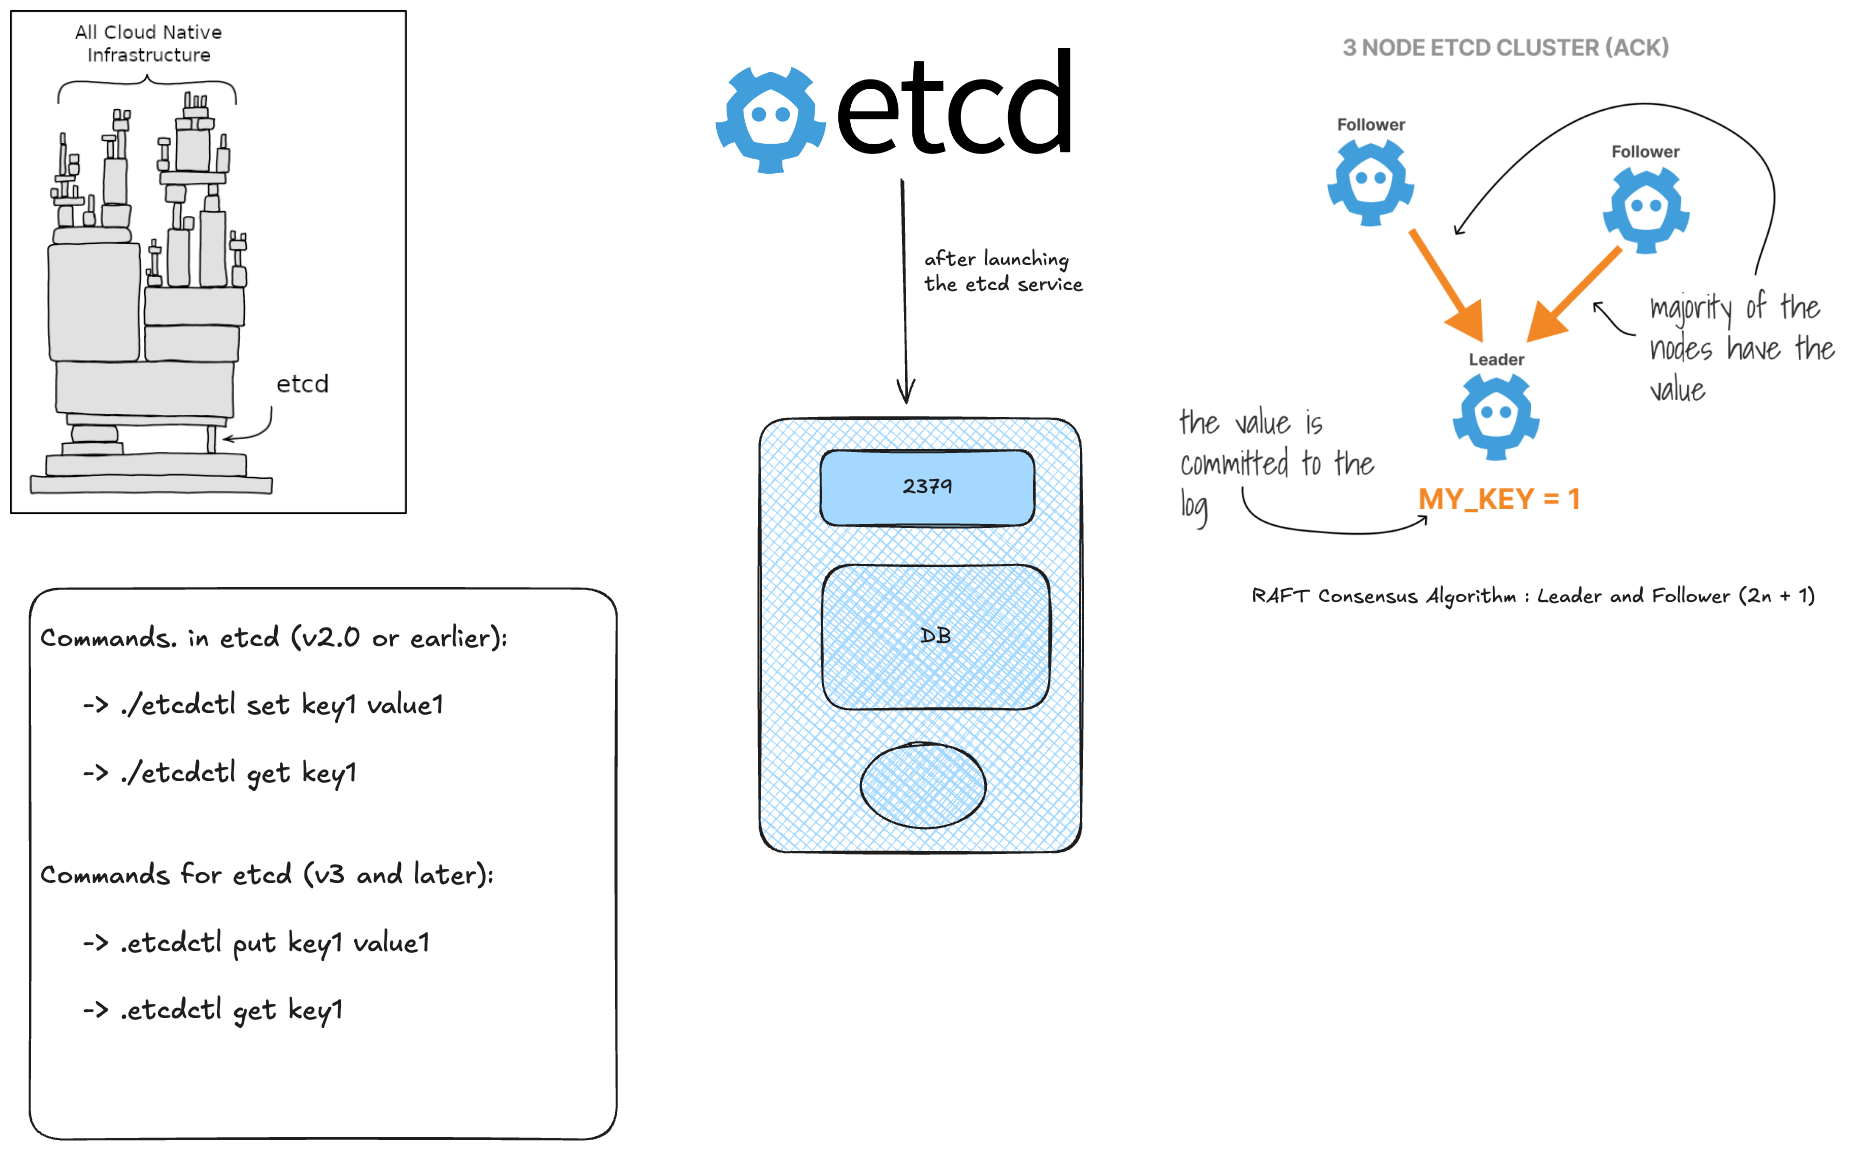 All Cloud Native
Infrastructure
etcd
etcd
after launching
the etcd service
2379
DB
3 NODE ETCD CLUSTER (ACK)
Follower
Follower
Leader
majority of the
nodes have the
value
the value is
committed to the
log
MY_KEY = 1
RAFT Consensus Algorithm : Leader and Follower (2n + 1)
Commands. in etcd (v2.0 or earlier):
-> ./etcdctl set key1 value1
-> ./etcdctl get key1
Commands for etcd (v3 and later):
-> .etcdctl put key1 value1
-> .etcdctl get key1